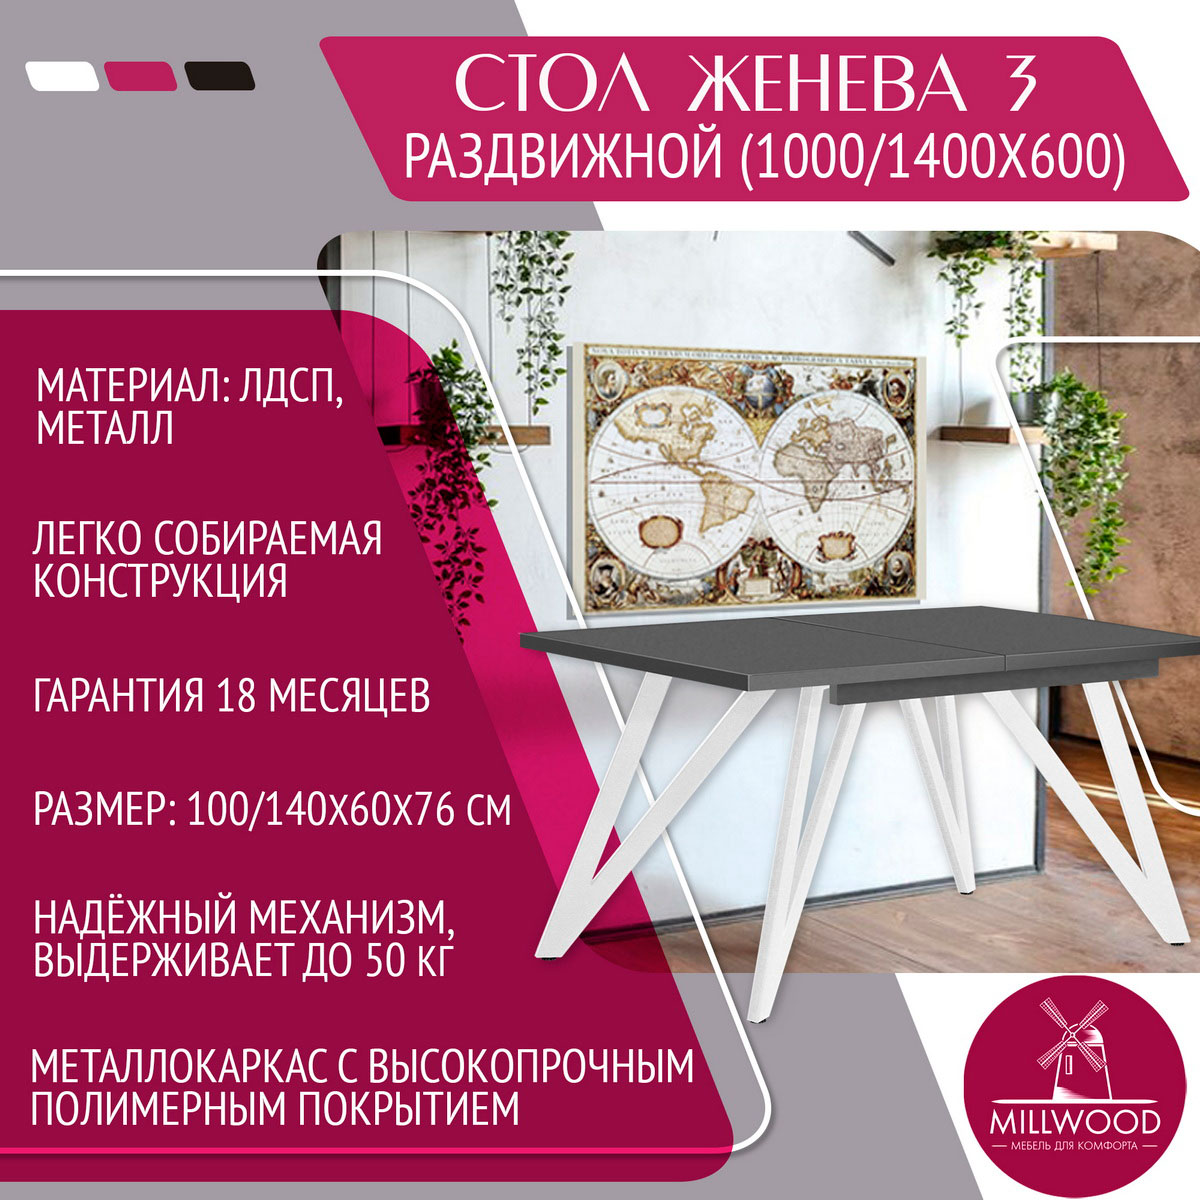 СТОЛ ЖЕНЕВА 3
РАЗДВИЖНОЙ (1000/1400Х600)
МАТЕРИАЛ: ЛДСП,
МЕТАЛЛ
ЛЕГКО СОБИРАЕМАЯ
КОНСТРУКЦИЯ
ГАРАНТИЯ 18 МЕСЯЦЕВ
РАЗМЕР: 100/140х60х76 СМ
НАДЁЖНЫЙ МЕХАНИЗМ,
ВЫДЕРЖИВАЕТ ДО 50 КГ
МЕТАЛЛОКАРКАС С ВЫСОКОПРОЧНЫМ
ПОЛИМЕРНЫМ ПОКРЫТИЕМ
MILLWOOD
— МЕБЕЛЬ ДЛЯ КОМФОРТА —